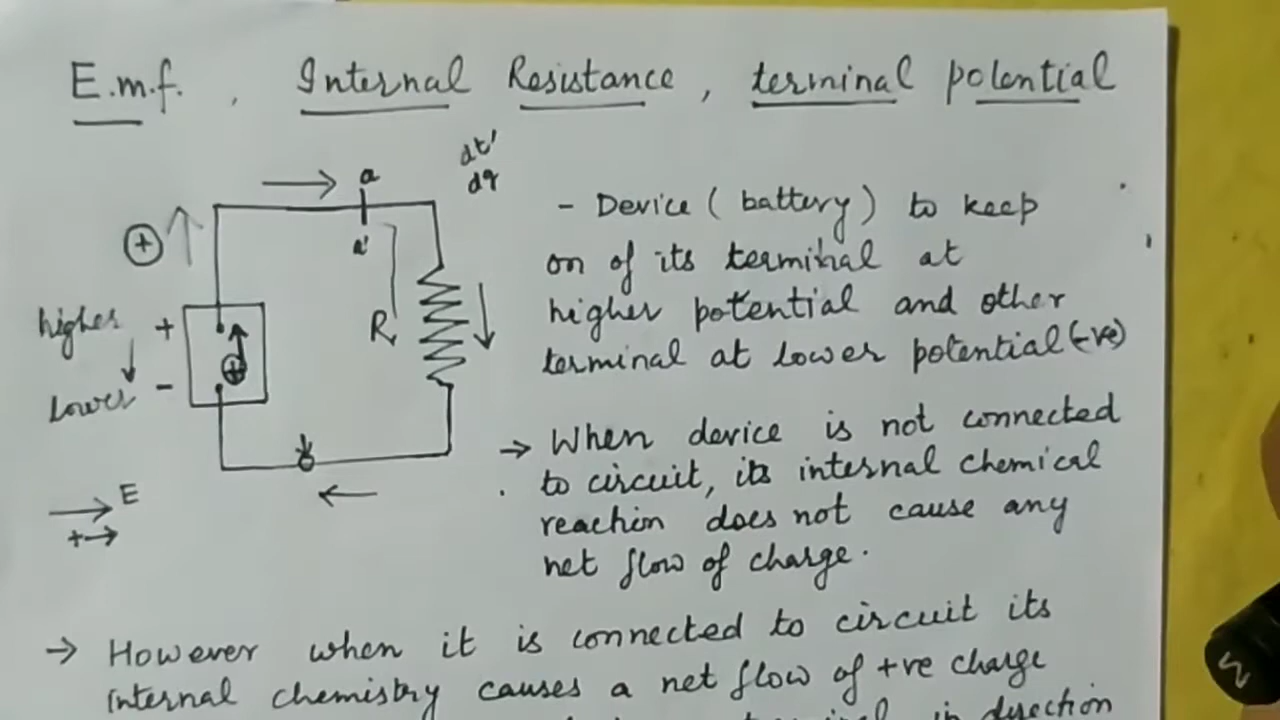 E.m.f. , Internal Resistance , terminal potential
a
dt'
dq
a'
+
higher
+
R
Lower
-
+
E
+
- Device ( battery ) to keep
on of its terminal at
higher potential and other
terminal at lower potential (-ve)
→ When device is not connected
to circuit, its internal chemical
reaction does not cause any
net flow of charge.
→ However when it is connected to circuit its
internal chemistry causes a net flow of +ve charge
terminal in direction